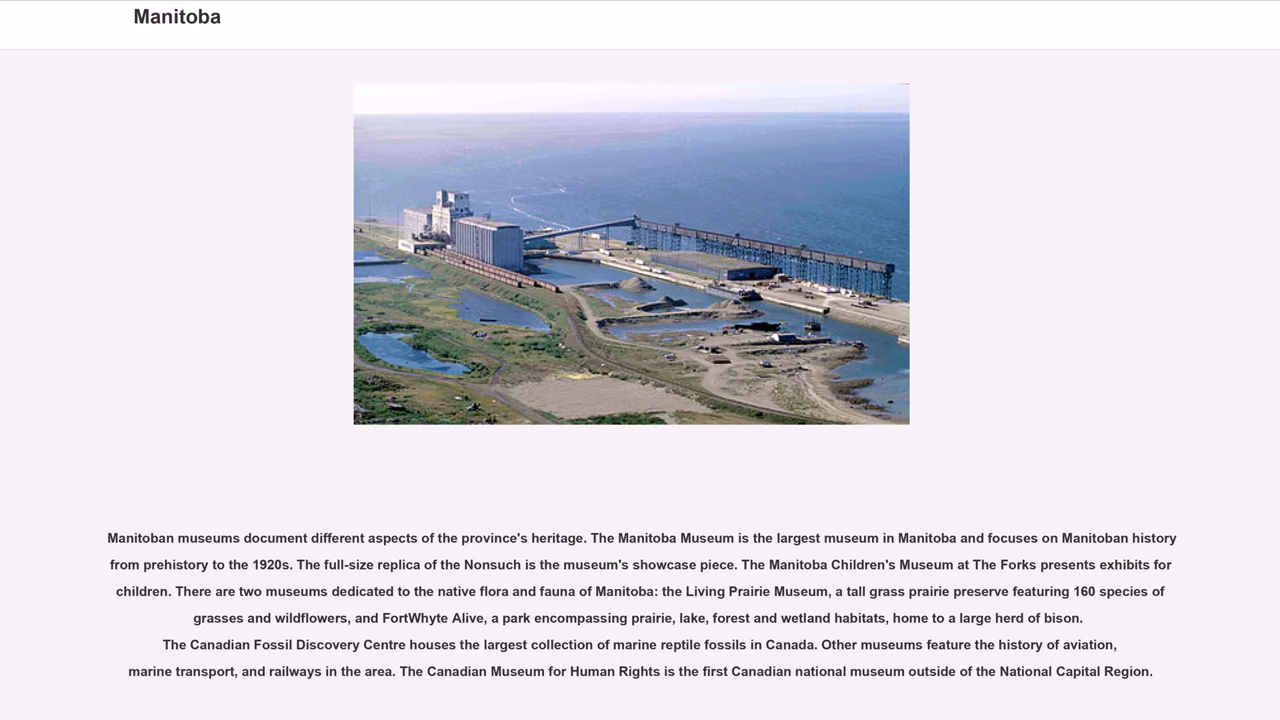 Manitoba
Manitoban museums document different aspects of the province's heritage. The Manitoba Museum is the largest museum in Manitoba and focuses on Manitoban history
from prehistory to the 1920s. The full-size replica of the Nonsuch is the museum's showcase piece. The Manitoba Children's Museum at The Forks presents exhibits for
children. There are two museums dedicated to the native flora and fauna of Manitoba: the Living Prairie Museum, a tall grass prairie preserve featuring 160 species of
grasses and wildflowers, and FortWhyte Alive, a park encompassing prairie, lake, forest and wetland habitats, home to a large herd of bison.
The Canadian Fossil Discovery Centre houses the largest collection of marine reptile fossils in Canada. Other museums feature the history of aviation,
marine transport, and railways in the area. The Canadian Museum for Human Rights is the first Canadian national museum outside of the National Capital Region.